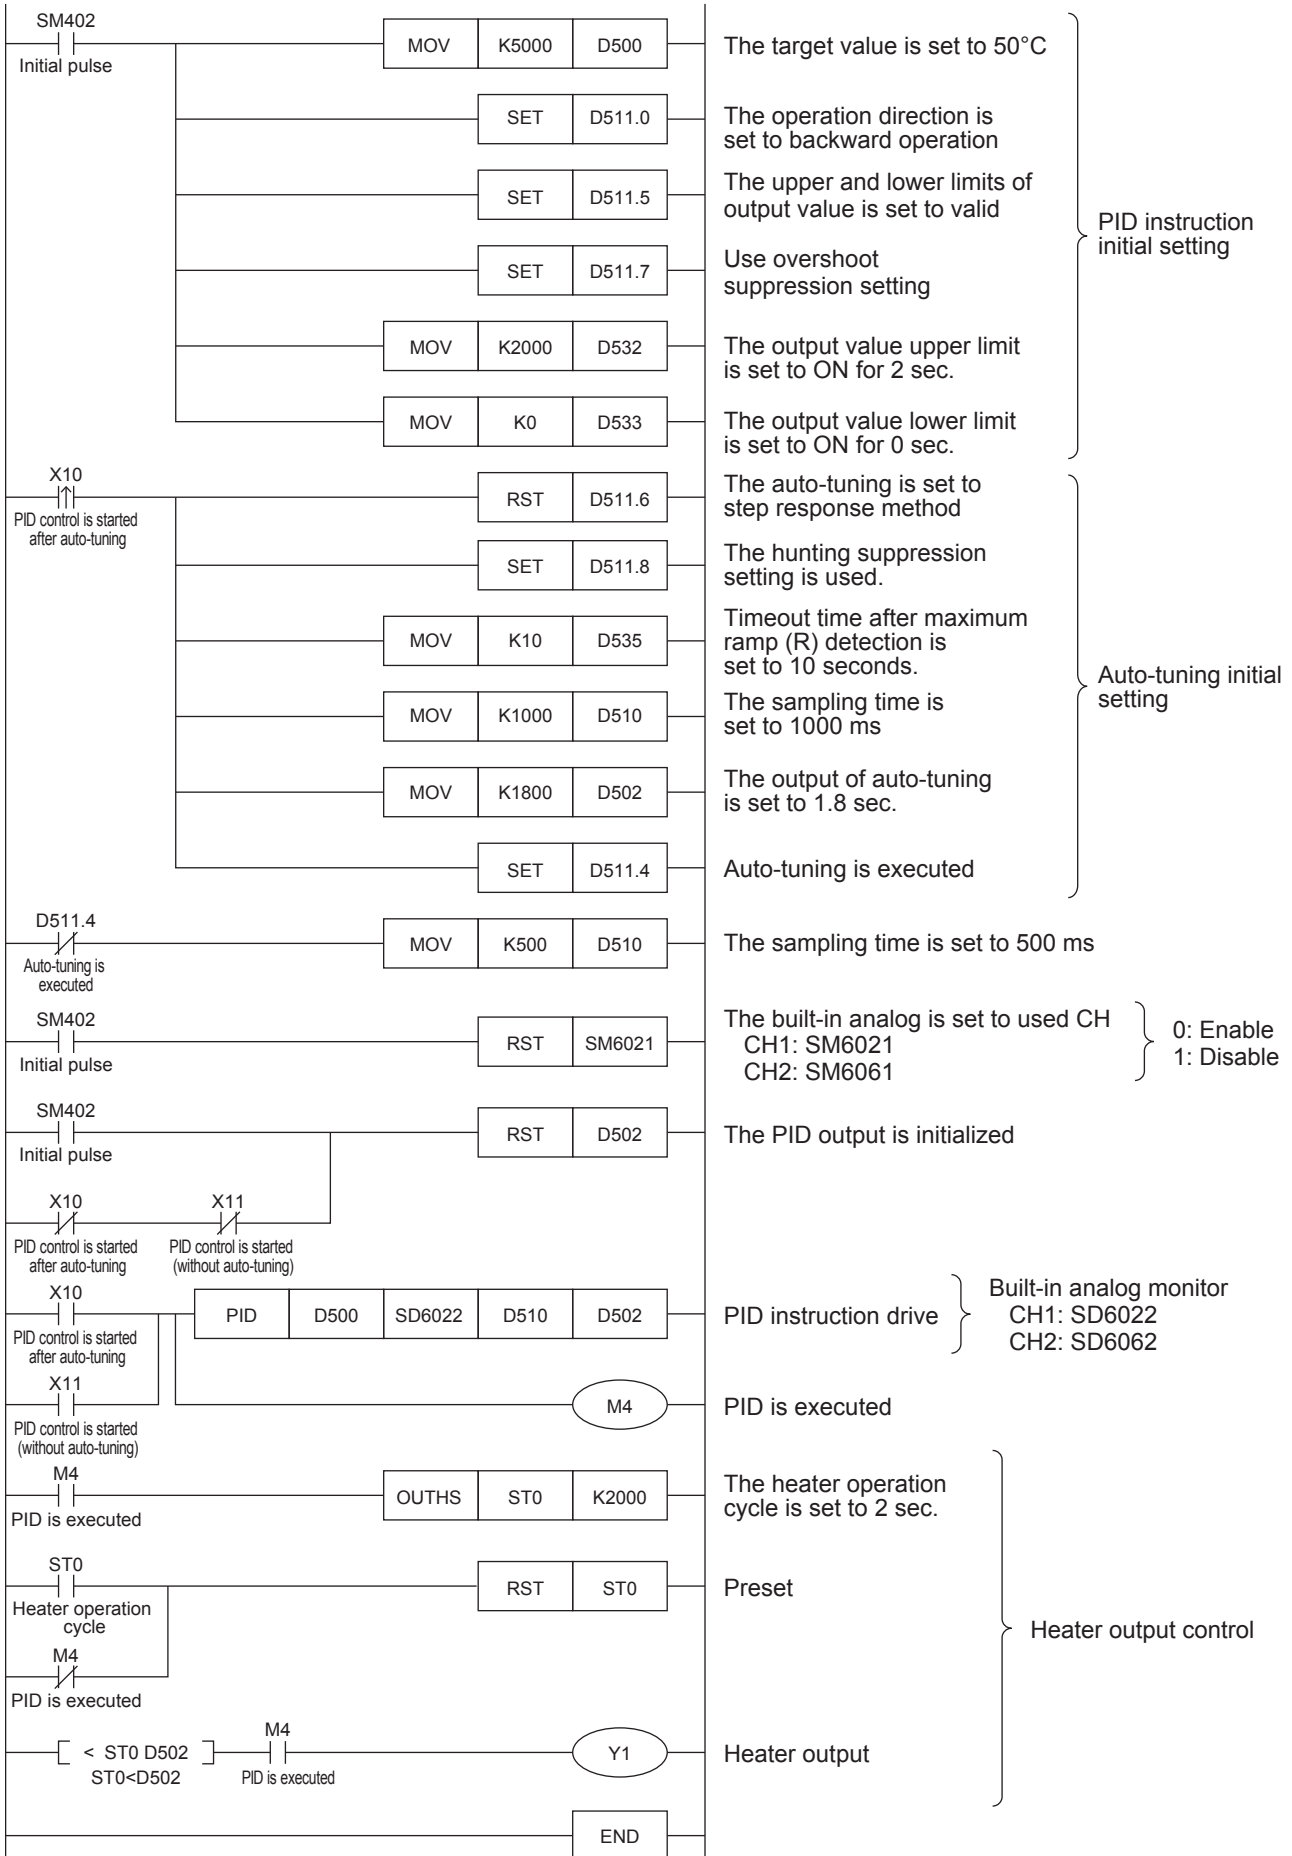 SM402
Initial pulse
MOV K5000 D500
The target value is set to 50°C
SET D511.0
The operation direction is
set to backward operation
SET D511.5
The upper and lower limits of
output value is set to valid
SET D511.7
Use overshoot
suppression setting
MOV K2000 D532
The output value upper limit
is set to ON for 2 sec.
MOV K0 D533
The output value lower limit
is set to ON for 0 sec.
PID instruction
initial setting
X10
PID control is started
after auto-tuning
RST D511.6
The auto-tuning is set to
step response method
SET D511.8
The hunting suppression
setting is used.
MOV K10 D535
Timeout time after maximum
ramp (R) detection is
set to 10 seconds.
MOV K1000 D510
The sampling time is
set to 1000 ms
MOV K1800 D502
The output of auto-tuning
is set to 1.8 sec.
SET D511.4
Auto-tuning is executed
Auto-tuning initial
setting
D511.4
Auto-tuning is
executed
MOV K500 D510
The sampling time is set to 500 ms
SM402
Initial pulse
RST SM6021
The built-in analog is set to used CH
CH1: SM6021
CH2: SM6061
0: Enable
1: Disable
SM402
Initial pulse
RST D502
The PID output is initialized
X10
PID control is started
after auto-tuning
X11
PID control is started
(without auto-tuning)
X10
PID control is started
after auto-tuning
PID D500 SD6022 D510 D502
PID instruction drive
Built-in analog monitor
CH1: SD6022
CH2: SD6062
X11
PID control is started
(without auto-tuning)
M4
PID is executed
M4
PID is executed
OUTHS ST0 K2000
The heater operation
cycle is set to 2 sec.
ST0
Heater operation
cycle
RST ST0
Preset
M4
PID is executed
Heater output control
< ST0 D502
ST0<D502
M4
PID is executed
Y1
Heater output
END